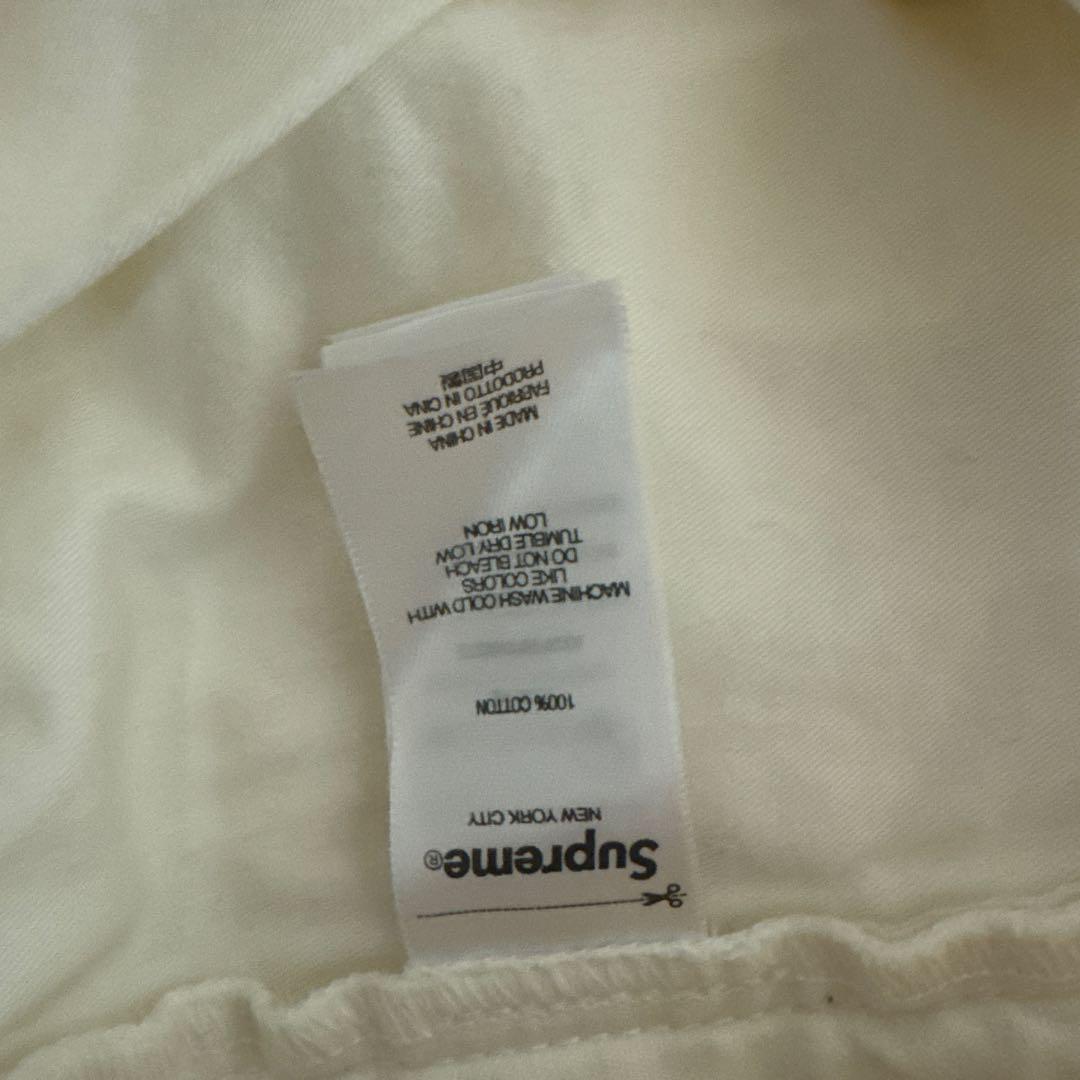 Supreme®
NEW YORK CITY
100% COTTON
MACHINE WASH COLD WITH
LIKE COLORS
DO NOT BLEACH
TUMBLE DRY LOW
LOW IRON
MADE IN CHINA
FABRIQUÉ EN CHINE
PRODOTTO IN CINA
中国製